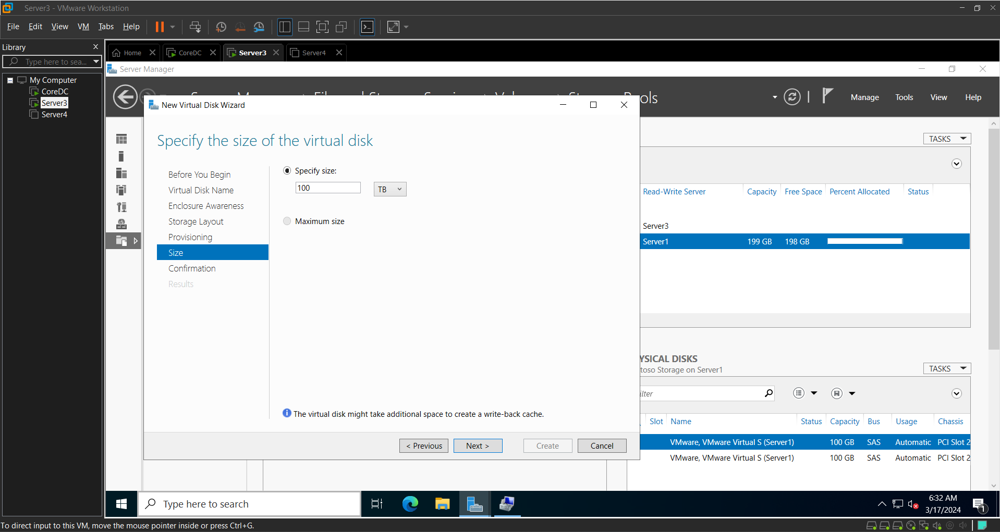 Server3 - VMware Workstation
File Edit View VM Tabs Help
Library
Type here to sea...
My Computer
CoreDC
Server3
Server4
Home CoreDC Server3 Server4
Server Manager
Manage Tools View Help
New Virtual Disk Wizard
Specify the size of the virtual disk
Before You Begin
Virtual Disk Name
Enclosure Awareness
Storage Layout
Provisioning
Size
Confirmation
Results
Specify size:
100 TB
Maximum size
The virtual disk might take additional space to create a write-back cache.
< Previous Next > Create Cancel
TASKS
Read-Write Server Capacity Free Space Percent Allocated Status
Server3
Server1 199 GB 198 GB
YSICAL DISKS
toso Storage on Server1
TASKS
ilter
Slot Name Status Capacity Bus Usage Chassis
VMware, VMware Virtual S (Server1) 100 GB SAS Automatic PCI Slot 2
VMware, VMware Virtual S (Server1) 100 GB SAS Automatic PCI Slot 2
Type here to search
6:32 AM
3/17/2024
1
To direct input to this VM, move the mouse pointer inside or press Ctrl+G.